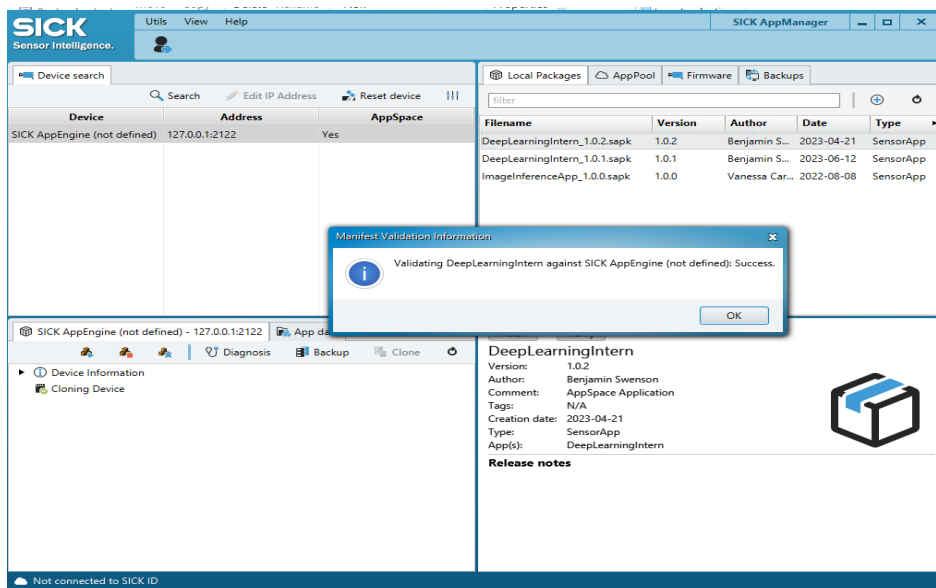 SICK
Sensor Intelligence.
Utils View Help
SICK AppManager
Device search
Search Edit IP Address Reset device
Device Address AppSpace
SICK AppEngine (not defined) 127.0.0.1:2122 Yes
Local Packages AppPool Firmware Backups
filter
Filename Version Author Date Type
DeepLearningIntern_1.0.2.sapk 1.0.2 Benjamin S... 2023-04-21 SensorApp
DeepLearningIntern_1.0.1.sapk 1.0.1 Benjamin S... 2023-06-12 SensorApp
ImageInferenceApp_1.0.0.sapk 1.0.0 Vanessa Car... 2022-08-08 SensorApp
Manifest Validation Information
Validating DeepLearningIntern against SICK AppEngine (not defined): Success.
OK
SICK AppEngine (not defined) - 127.0.0.1:2122 App da
Diagnosis Backup Clone
Device Information
Cloning Device
DeepLearningIntern
Version: 1.0.2
Author: Benjamin Swenson
Comment: AppSpace Application
Tags: N/A
Creation date: 2023-04-21
Type: SensorApp
App(s): DeepLearningIntern
Release notes
Not connected to SICK ID